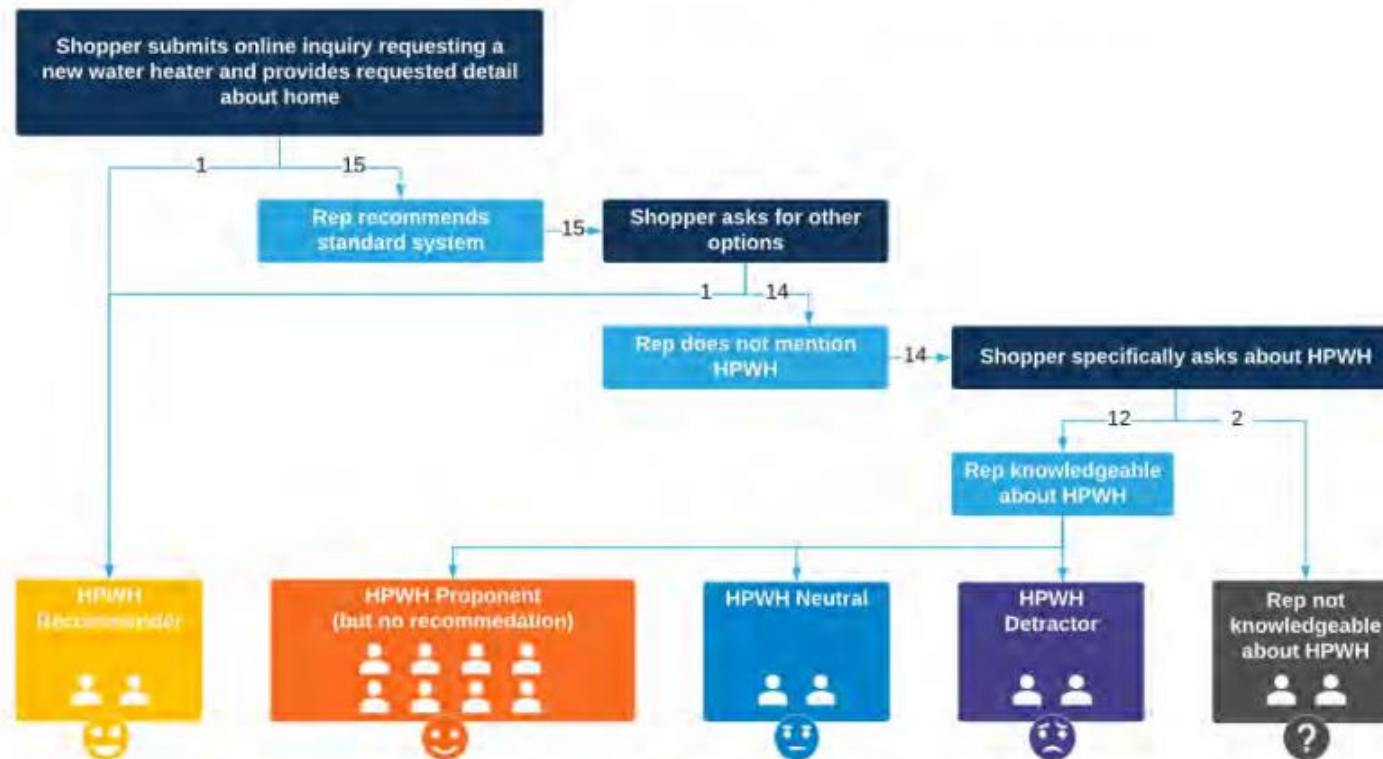 Shopper submits online inquiry requesting a
new water heater and provides requested detail
about home
1
15
Rep recommends
standard system
15
Shopper asks for other
options
1
14
Rep does not mention
HPWH
14
Shopper specifically asks about HPWH
12
2
Rep knowledgeable
about HPWH
HPWH
Recommender
HPWH Proponent
(but no recommedation)
HPWH Neutral
HPWH
Detractor
Rep not
knowledgeable
about HPWH
?